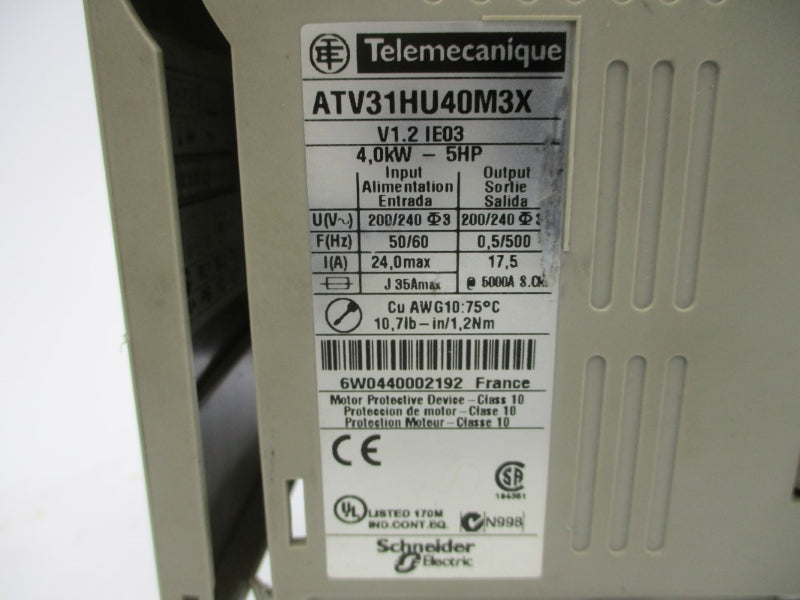 Telemecanique
ATV31HU40M3X
V1.2 IE03
4,0kW – 5HP
Input Output
Alimentation Sortie
Entrada Salida
U(V~) 200/240 Φ3 200/240 Φ3
F(Hz) 50/60 0,5/500
I(A) 24,0max 17,5
J 35Amax @ 5000A S.CK
Cu AWG10:75°C
10,7lb–in/1,2Nm
6W0440002192 France
Motor Protective Device – Class 10
Proteccion de motor – Clase 10
Protection Moteur – Classe 10
CE
SA
UL LISTED 170M
IND.CONT.EQ. N998
Schneider
Electric